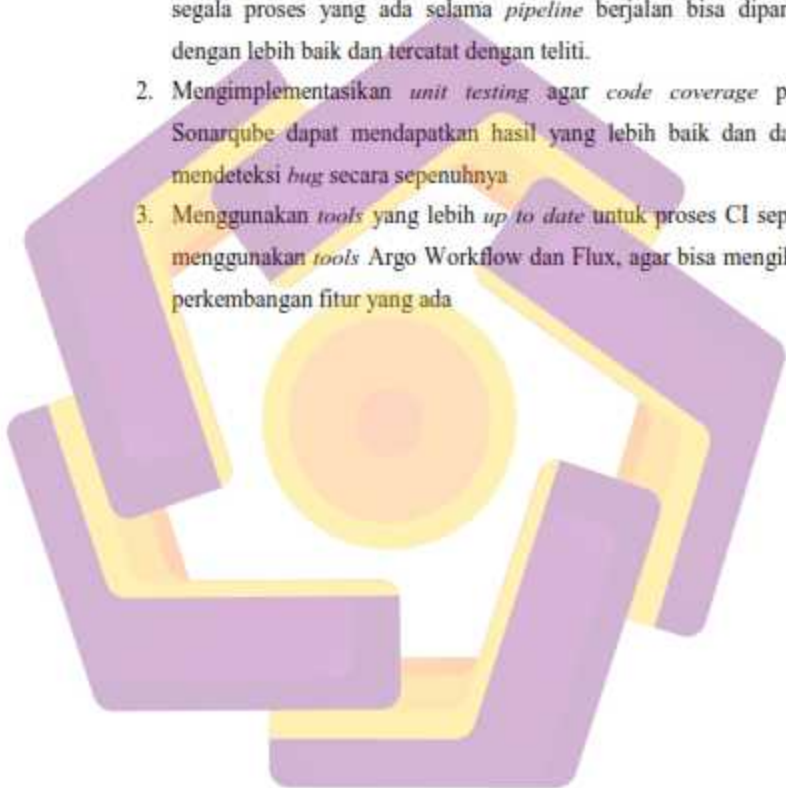 segala proses yang ada selama pipeline berjalan bisa dipan
dengan lebih baik dan tercatat dengan teliti.
2. Mengimplementasikan unit testing agar code coverage p
Sonarqube dapat mendapatkan hasil yang lebih baik dan da
mendeteksi bug secara sepenuhnya
3. Menggunakan tools yang lebih up to date untuk proses CI sep
menggunakan tools Argo Workflow dan Flux, agar bisa mengil
perkembangan fitur yang ada